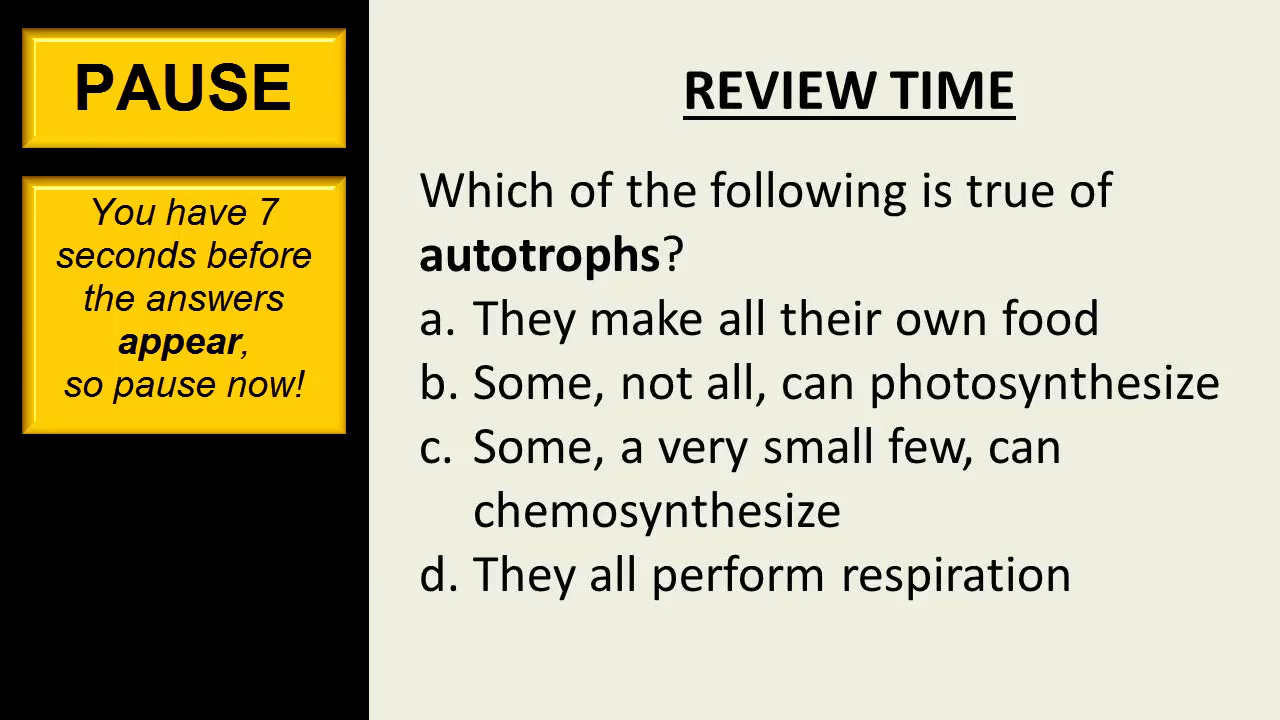 PAUSE
You have 7
seconds before
the answers
appear,
so pause now!
REVIEW TIME
Which of the following is true of
autotrophs?
a. They make all their own food
b. Some, not all, can photosynthesize
c. Some, a very small few, can
chemosynthesize
d. They all perform respiration